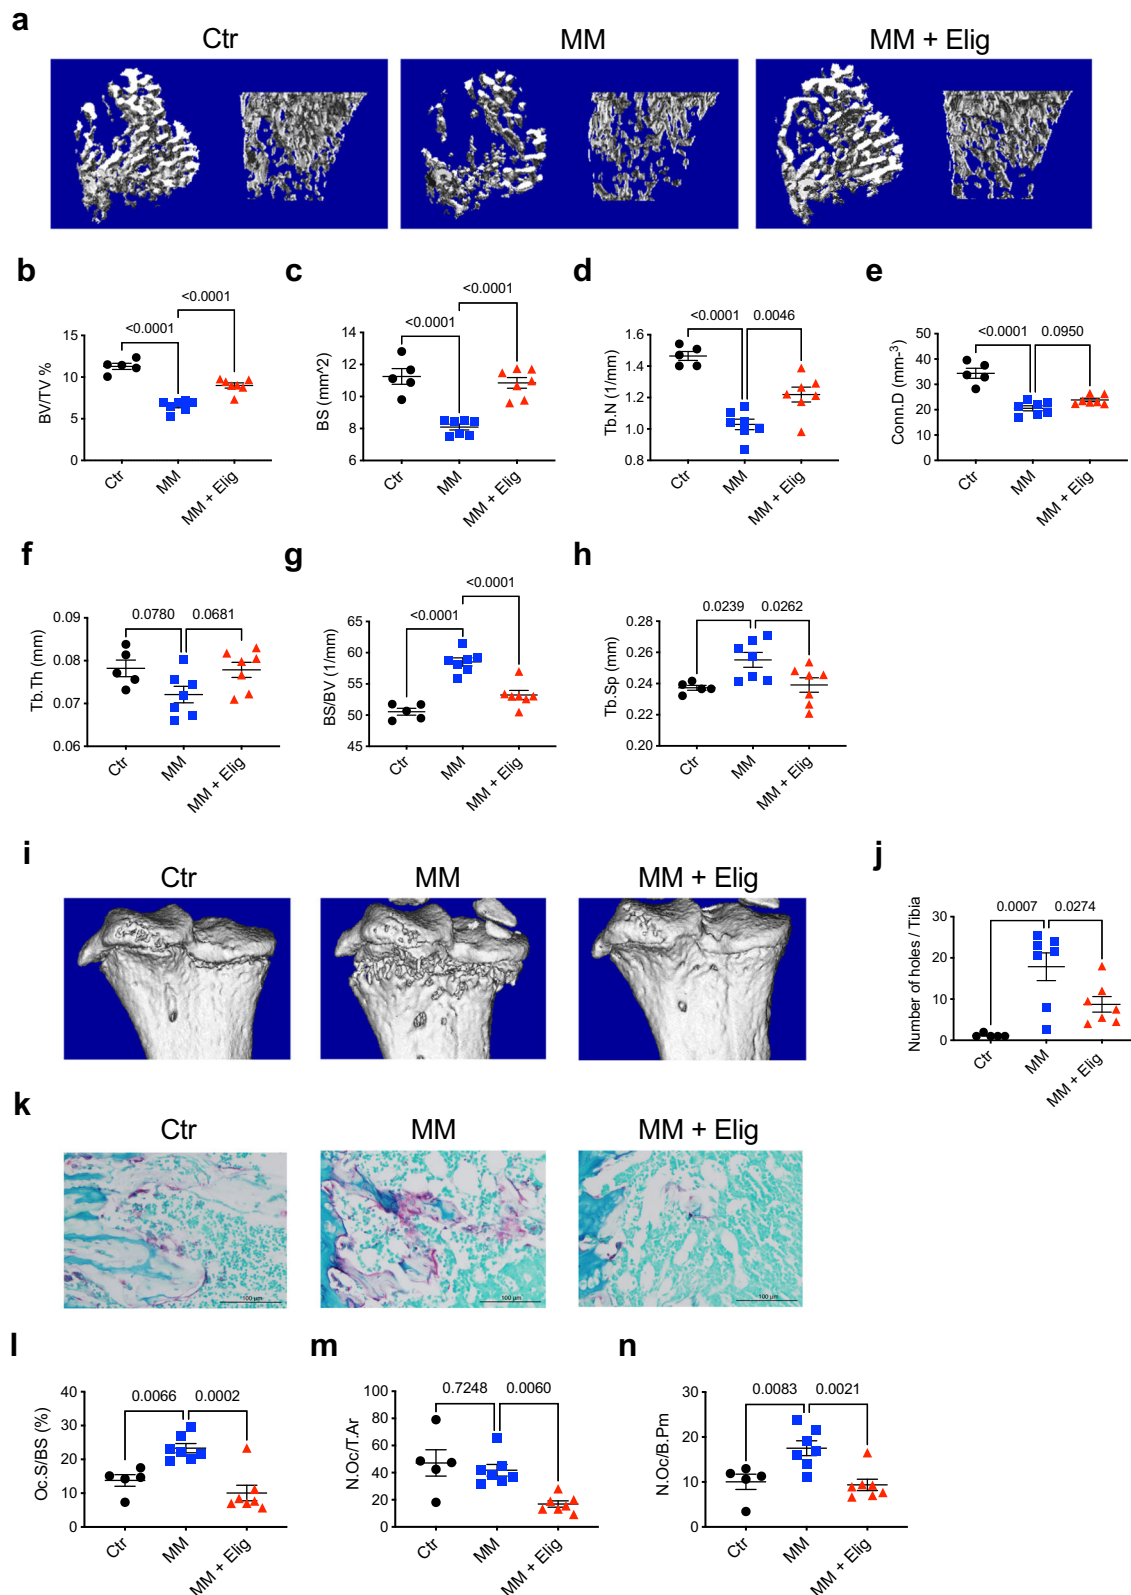 a
Ctr MM MM + Elig
b c d e
<0.0001
<0.0001
BV/TV %
15
10
5
0
Ctr MM MM + Elig
<0.0001
<0.0001
BS (mm^2)
14
12
10
8
6
Ctr MM MM + Elig
<0.0001 0.0046
Tb.N (1/mm)
1.6
1.4
1.2
1.0
0.8
Ctr MM MM + Elig
<0.0001 0.0950
Conn.D (mm-³)
50
40
30
20
10
0
Ctr MM MM + Elig
f g h
0.0780 0.0681
Tb.Th (mm)
0.09
0.08
0.07
0.06
Ctr MM MM + Elig
<0.0001
<0.0001
BS/BV (1/mm)
65
60
55
50
45
Ctr MM MM + Elig
0.0239 0.0262
Tb.Sp (mm)
0.28
0.26
0.24
0.22
0.20
Ctr MM MM + Elig
i
Ctr MM MM + Elig
j
0.0007 0.0274
Number of holes / Tibia
30
20
10
0
Ctr MM MM + Elig
k
Ctr MM MM + Elig
100 µm 100 µm 100 µm
l m n
0.0066 0.0002
Oc.S/BS (%)
40
30
20
10
0
Ctr MM MM + Elig
0.7248 0.0060
N.Oc/T.Ar
100
80
60
40
20
0
Ctr MM MM + Elig
0.0083 0.0021
N.Oc/B.Pm
30
20
10
0
Ctr MM MM + Elig